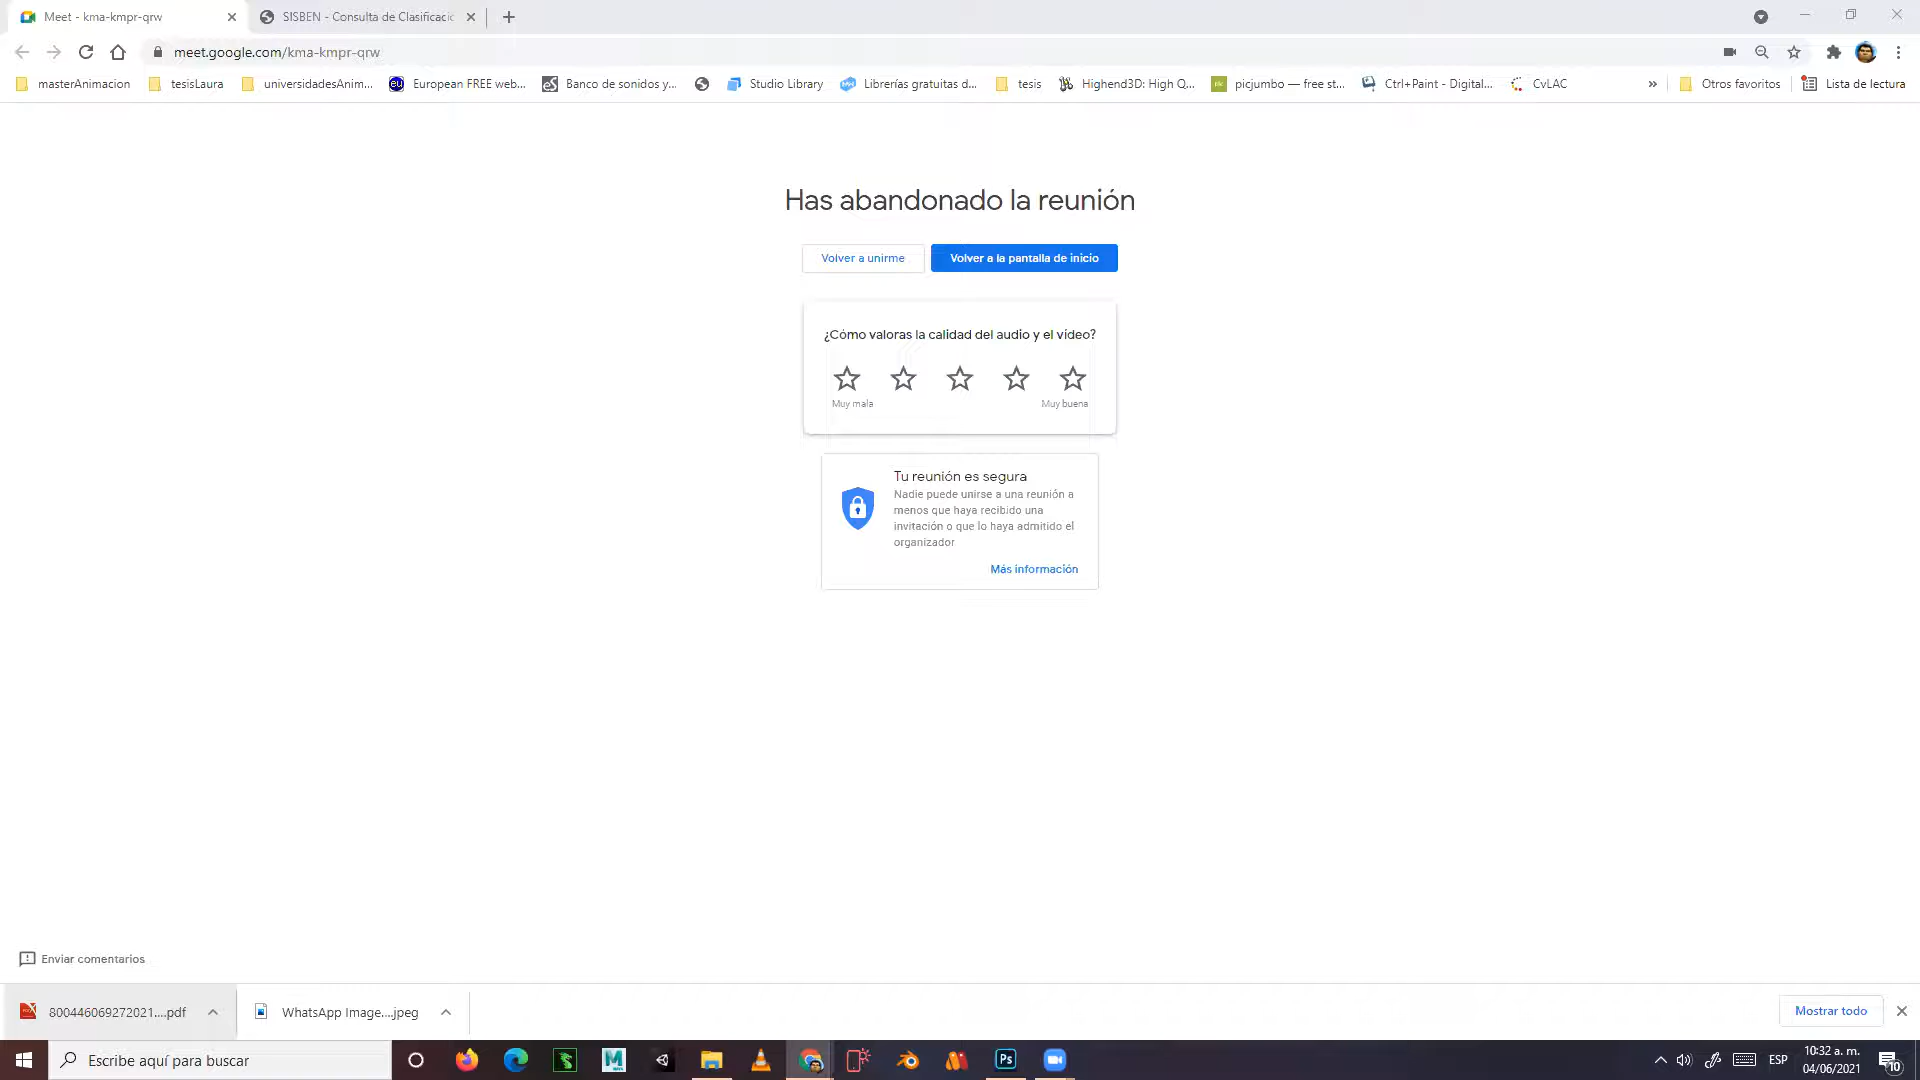 Meet - kma-kmpr-qrw
SISBEN - Consulta de Clasificació
meet.google.com/kma-kmpr-qrw
masterAnimacion
tesisLaura
universidadesAnim...
European FREE web...
Banco de sonidos y...
Studio Library
Librerías gratuitas d...
tesis
Highend3D: High Q...
picjumbo — free st...
Ctrl+Paint - Digital...
CvLAC
»
Otros favoritos
Lista de lectura
Has abandonado la reunión
Volver a unirme
Volver a la pantalla de inicio
¿Cómo valoras la calidad del audio y el vídeo?
Muy mala
Muy buena
Tu reunión es segura
Nadie puede unirse a una reunión a
menos que haya recibido una
invitación o que lo haya admitido el
organizador
Más información
Enviar comentarios
800446069272021....pdf
WhatsApp Image....jpeg
Mostrar todo
Escribe aquí para buscar
Ps
ESP
10:32 a. m.
04/06/2021
10